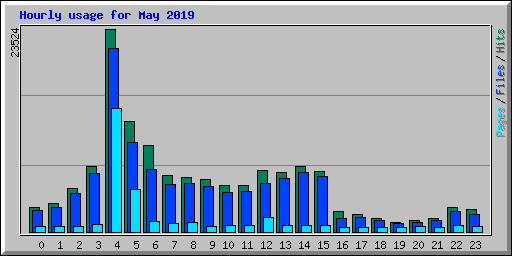 Hourly usage for May 2019
23524
Pages/Files/Hits
0 1 2 3 4 5 6 7 8 9 10 11 12 13 14 15 16 17 18 19 20 21 22 23